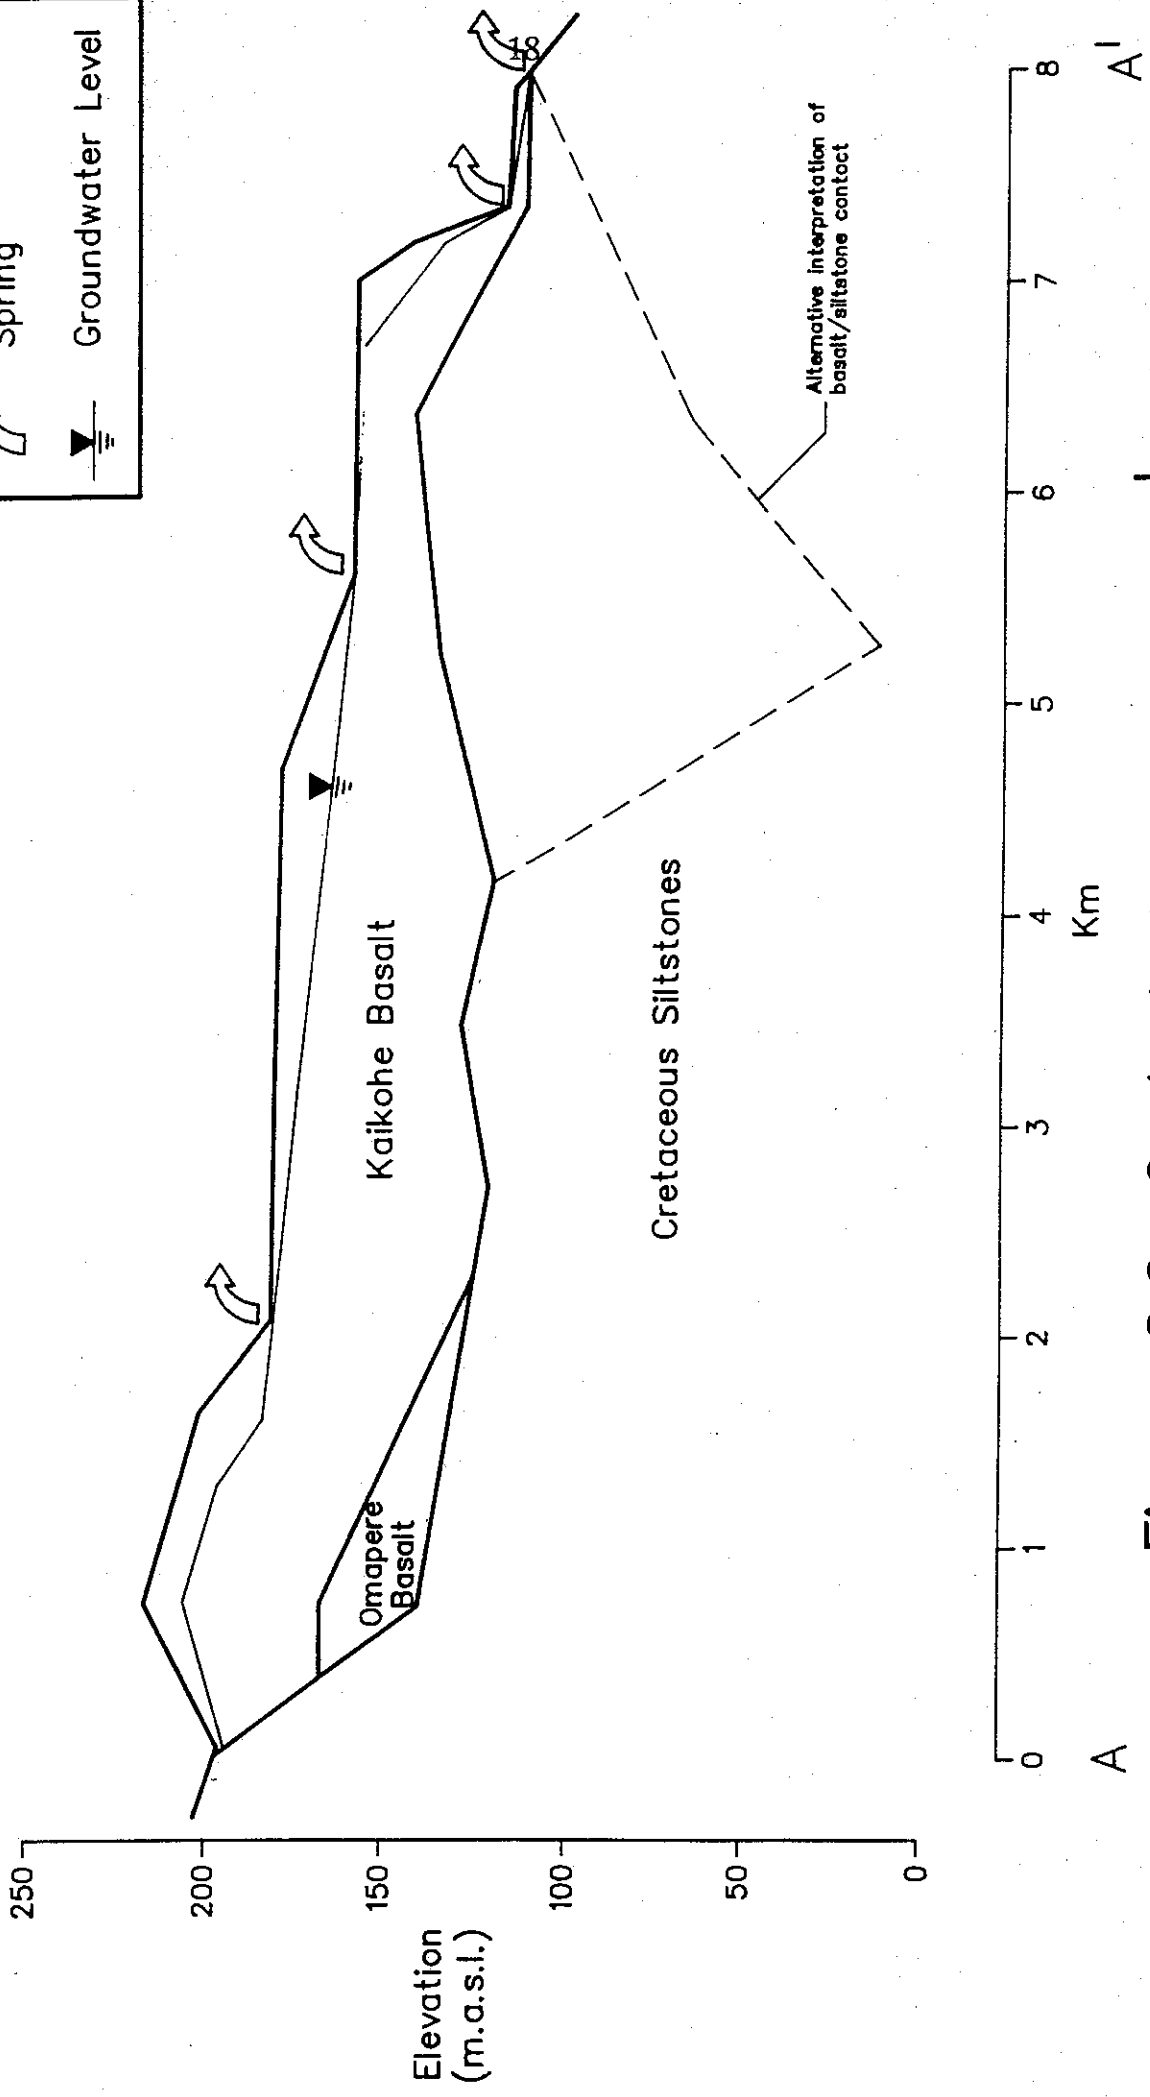 Spring
Groundwater Level
18
250
200
150
100
50
0
Elevation
(m.a.s.l.)
Kaikohe Basalt
Omapere
Basalt
Cretaceous Siltstones
Alternative interpretation of
basalt/siltstone contact
0
1
2
3
4
5
6
7
8
Km
A
A'